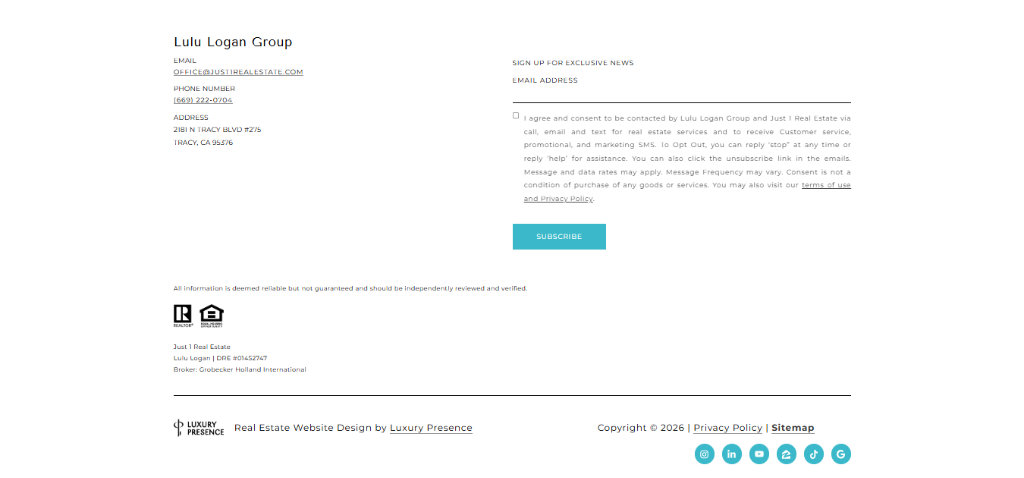 Lulu Logan Group
EMAIL
OFFICE@JUST1REALESTATE.COM
PHONE NUMBER
(669) 222-0704
ADDRESS
2181 N TRACY BLVD #275
TRACY, CA 95376
SIGN UP FOR EXCLUSIVE NEWS
EMAIL ADDRESS
I agree and consent to be contacted by Lulu Logan Group and Just 1 Real Estate via
call, email and text for real estate services and to receive Customer service,
promotional, and marketing SMS. To Opt Out, you can reply 'stop" at any time or
reply 'help' for assistance. You can also click the unsubscribe link in the emails.
Message and data rates may apply. Message Frequency may vary. Consent is not a
condition of purchase of any goods or services. You may also visit our terms of use
and Privacy Policy.
SUBSCRIBE
All information is deemed reliable but not guaranteed and should be independently reviewed and verified.
REALTOR® EQUAL HOUSING
OPPORTUNITY
Just 1 Real Estate
Lulu Logan | DRE #01452747
Broker: Grobecker Holland International
LUXURY
PRESENCE
Real Estate Website Design by Luxury Presence
Copyright © 2026 | Privacy Policy | Sitemap